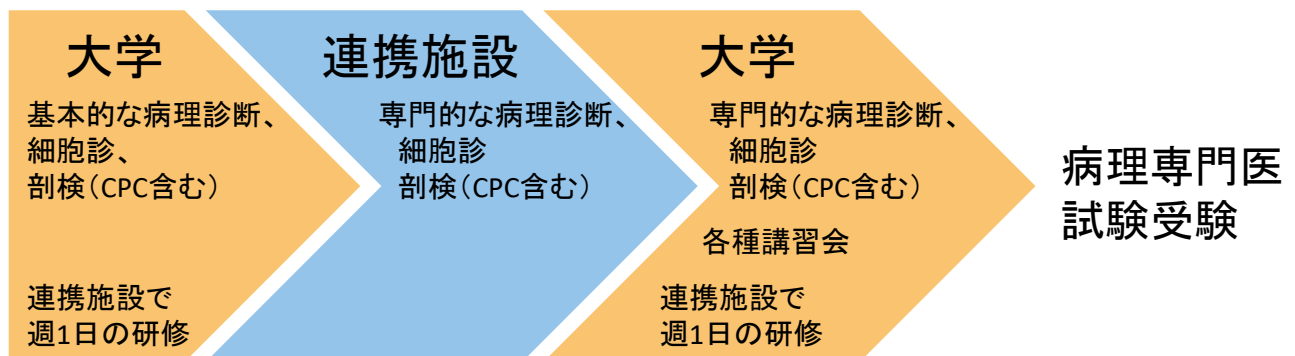 大学
基本的な病理診断、
細胞診、
剖検（CPC含む）
連携施設で
週1日の研修
連携施設
専門的な病理診断、
細胞診
剖検（CPC含む）
大学
専門的な病理診断、
細胞診
剖検（CPC含む）
各種講習会
連携施設で
週1日の研修
病理専門医
試験受験